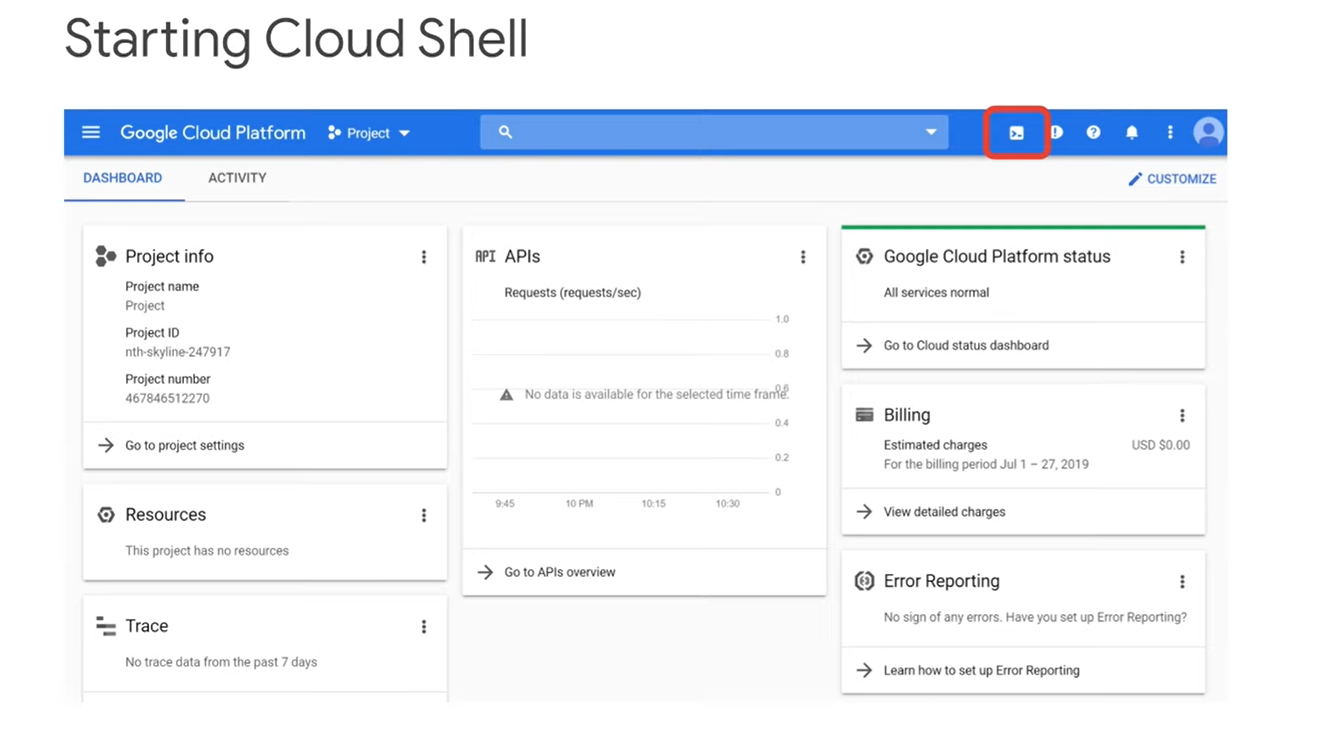 Starting Cloud Shell
Google Cloud Platform Project
DASHBOARD ACTIVITY
CUSTOMIZE
Project info
Project name
Project
Project ID
nth-skyline-247917
Project number
467846512270
Go to project settings
Resources
This project has no resources
Trace
No trace data from the past 7 days
API APIs
Requests (requests/sec)
1.0
0.8
0.6
No data is available for the selected time frame.
0.4
0.2
0
9:45 10 PM 10:15 10:30
Go to APIs overview
Google Cloud Platform status
All services normal
Go to Cloud status dashboard
Billing
Estimated charges USD $0.00
For the billing period Jul 1 – 27, 2019
View detailed charges
Error Reporting
No sign of any errors. Have you set up Error Reporting?
Learn how to set up Error Reporting